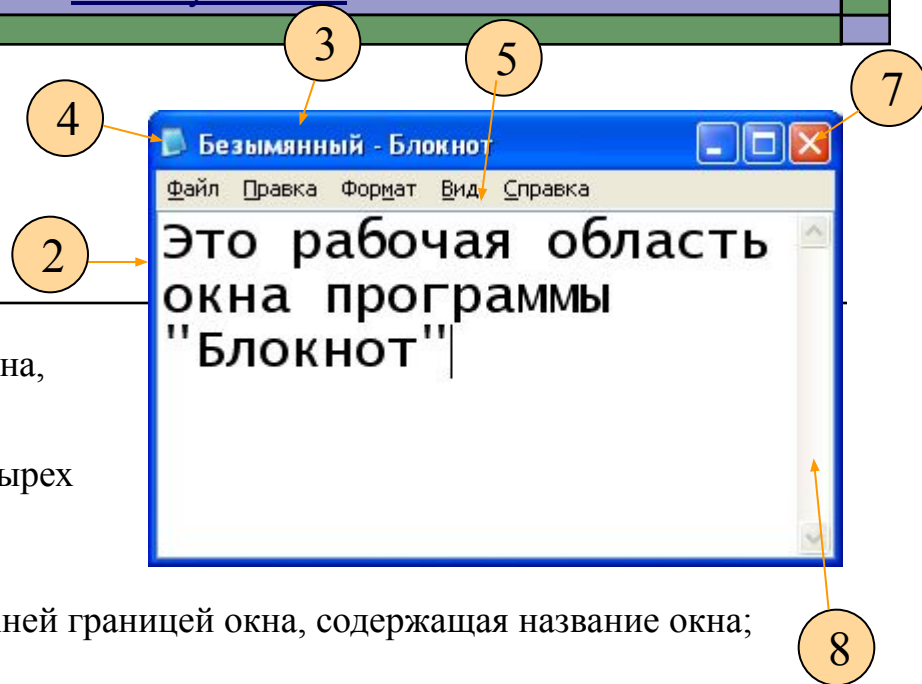 3
5
7
4
Безымянный - Блокнот
Файл Правка Формат Вид Справка
2
Это рабочая область
окна программы
"Блокнот"
на,
ырех
ней границей окна, содержащая название окна;
8